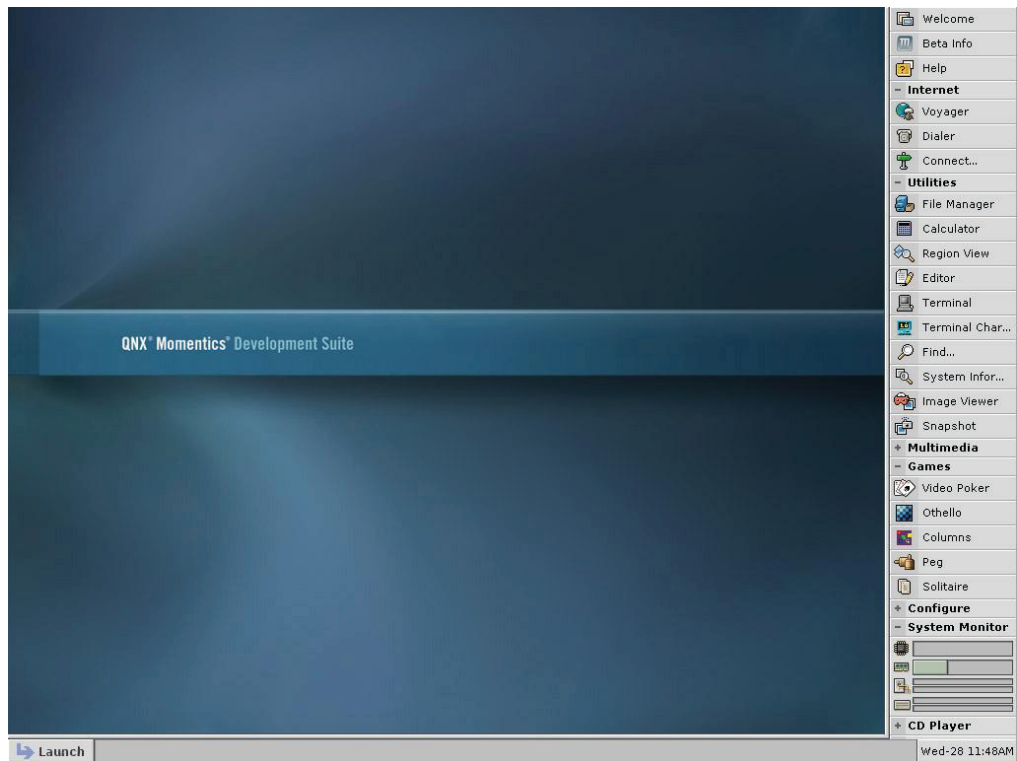 Welcome
Beta Info
Help
- Internet
Voyager
Dialer
Connect...
- Utilities
File Manager
Calculator
Region View
Editor
Terminal
Terminal Char...
Find...
System Infor...
Image Viewer
Snapshot
+ Multimedia
- Games
Video Poker
Othello
Columns
Peg
Solitaire
+ Configure
- System Monitor
+ CD Player
QNX® Momentics® Development Suite
Launch
Wed-28 11:48AM